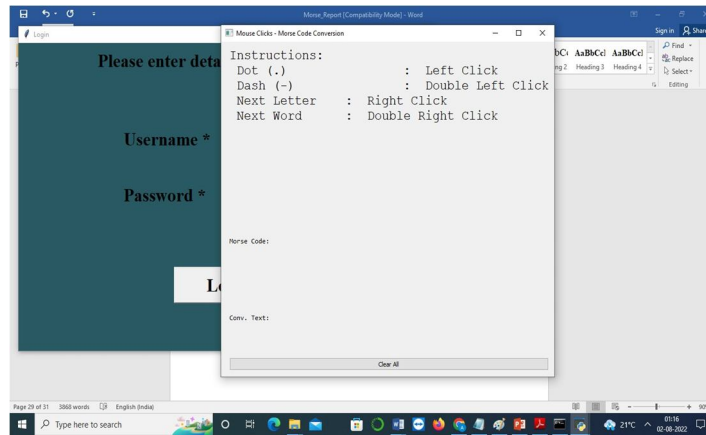 Morse_Report [Compatibility Mode] - Word
Sign in Share
Login
Mouse Clicks - Morse Code Conversion
Find
Replace
Select
Editing
AaBbCcI AaBbCcI
Heading 3 Heading 4
Please enter deta
Username *
Password *
Instructions:
Dot (.) : Left Click
Dash (-) : Double Left Click
Next Letter : Right Click
Next Word : Double Right Click
Morse Code:
Conv. Text:
Clear All
Page 29 of 31 3868 words English (India)
Type here to search
21°C
01:16
02-08-2022